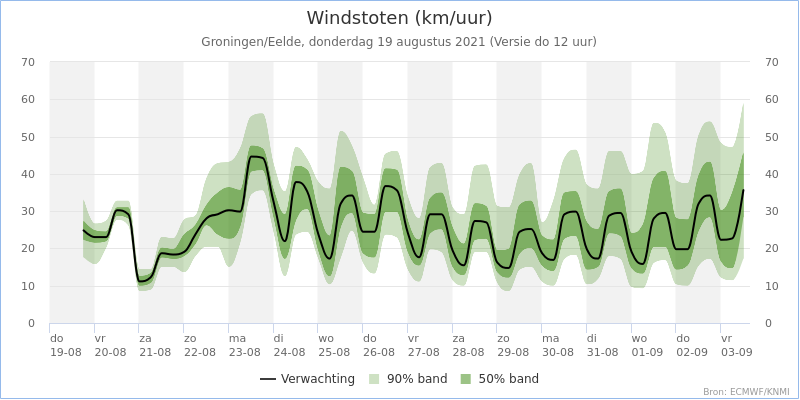 Windstoten (km/uur)
Groningen/Eelde, donderdag 19 augustus 2021 (Versie do 12 uur)
70 70
60 60
50 50
40 40
30 30
20 20
10 10
0 0
do vr za zo ma di wo do vr za zo ma di wo do vr
19-08 20-08 21-08 22-08 23-08 24-08 25-08 26-08 27-08 28-08 29-08 30-08 31-08 01-09 02-09 03-09
Verwachting 90% band 50% band
Bron: ECMWF/KNMI